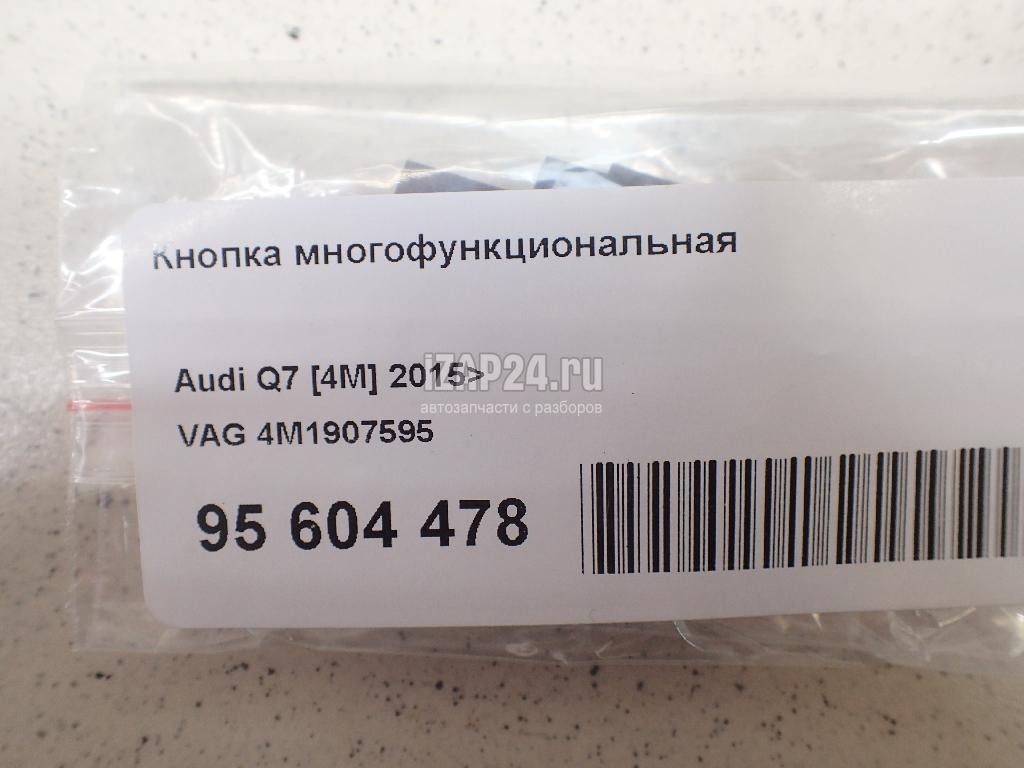 Кнопка многофункциональная
Audi Q7 [4M] 2015>
iZAP24.ru
автозапчасти с разборов
VAG 4M1907595
95 604 478